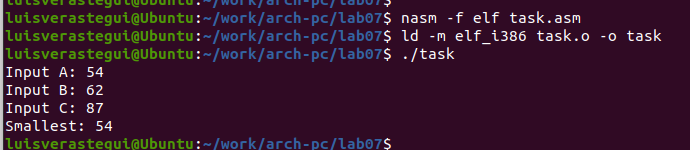 luisverastegui@Ubuntu:~/work/arch-pc/lab07$
luisverastegui@Ubuntu:~/work/arch-pc/lab07$ nasm -f elf task.asm
luisverastegui@Ubuntu:~/work/arch-pc/lab07$ ld -m elf_i386 task.o -o task
luisverastegui@Ubuntu:~/work/arch-pc/lab07$ ./task
Input A: 54
Input B: 62
Input C: 87
Smallest: 54
luisverastegui@Ubuntu:~/work/arch-pc/lab07$